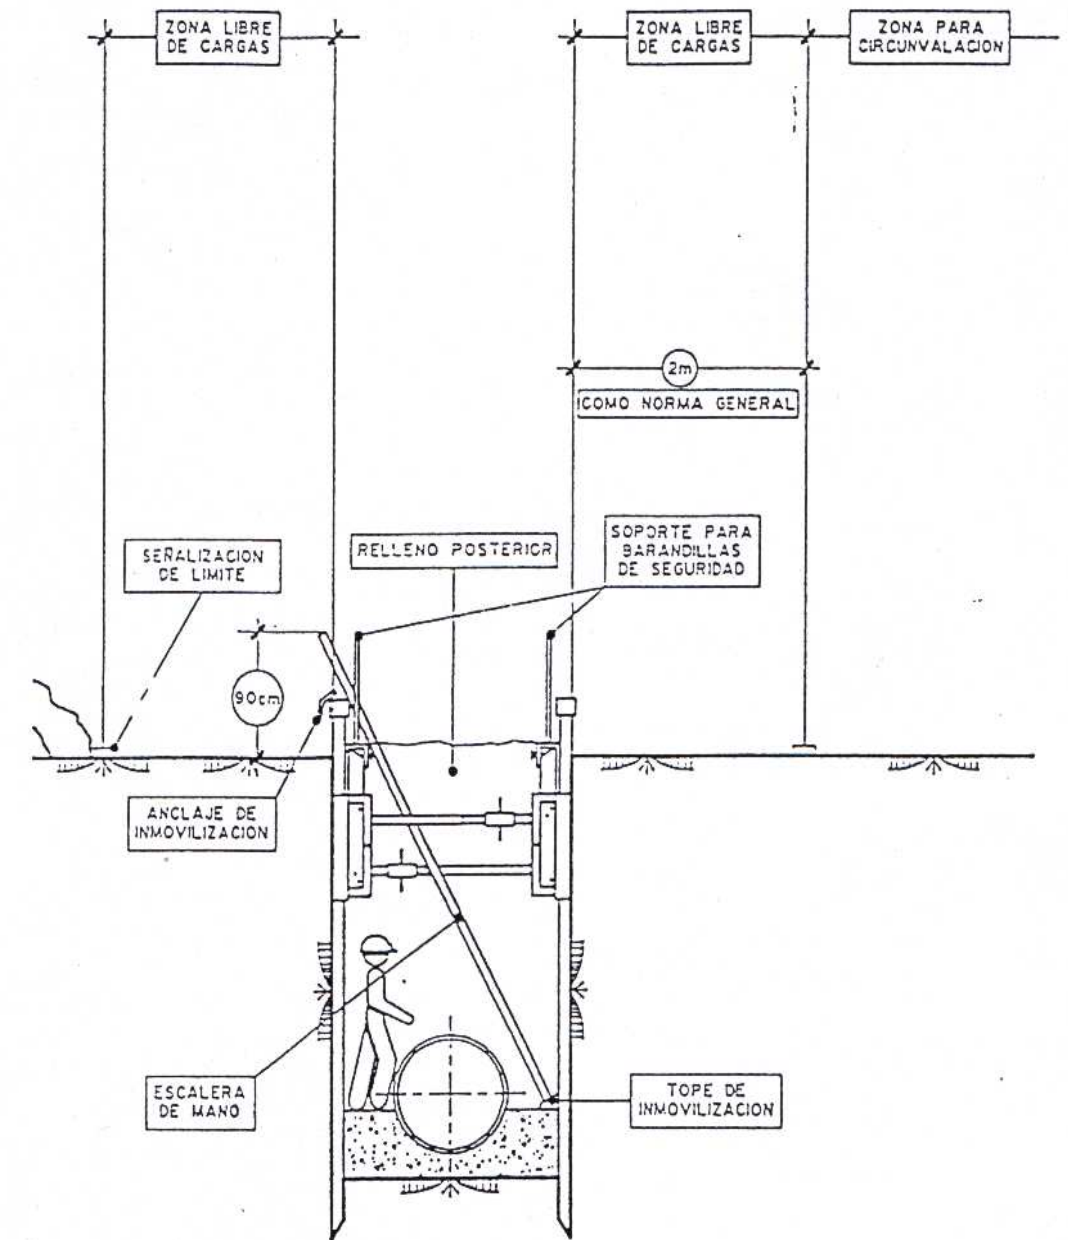 ZONA LIBRE
DE CARGAS
ZONA LIBRE
DE CARGAS
ZONA PARA
CIRCUNVALACION
2m
COMO NORMA GENERAL
SEÑALIZACION
DE LIMITE
RELLENO POSTERIOR
SOPORTE PARA
BARANDILLAS
DE SEGURIDAD
90cm
ANCLAJE DE
INMOVILIZACION
ESCALERA
DE MANO
TOPE DE
INMOVILIZACION